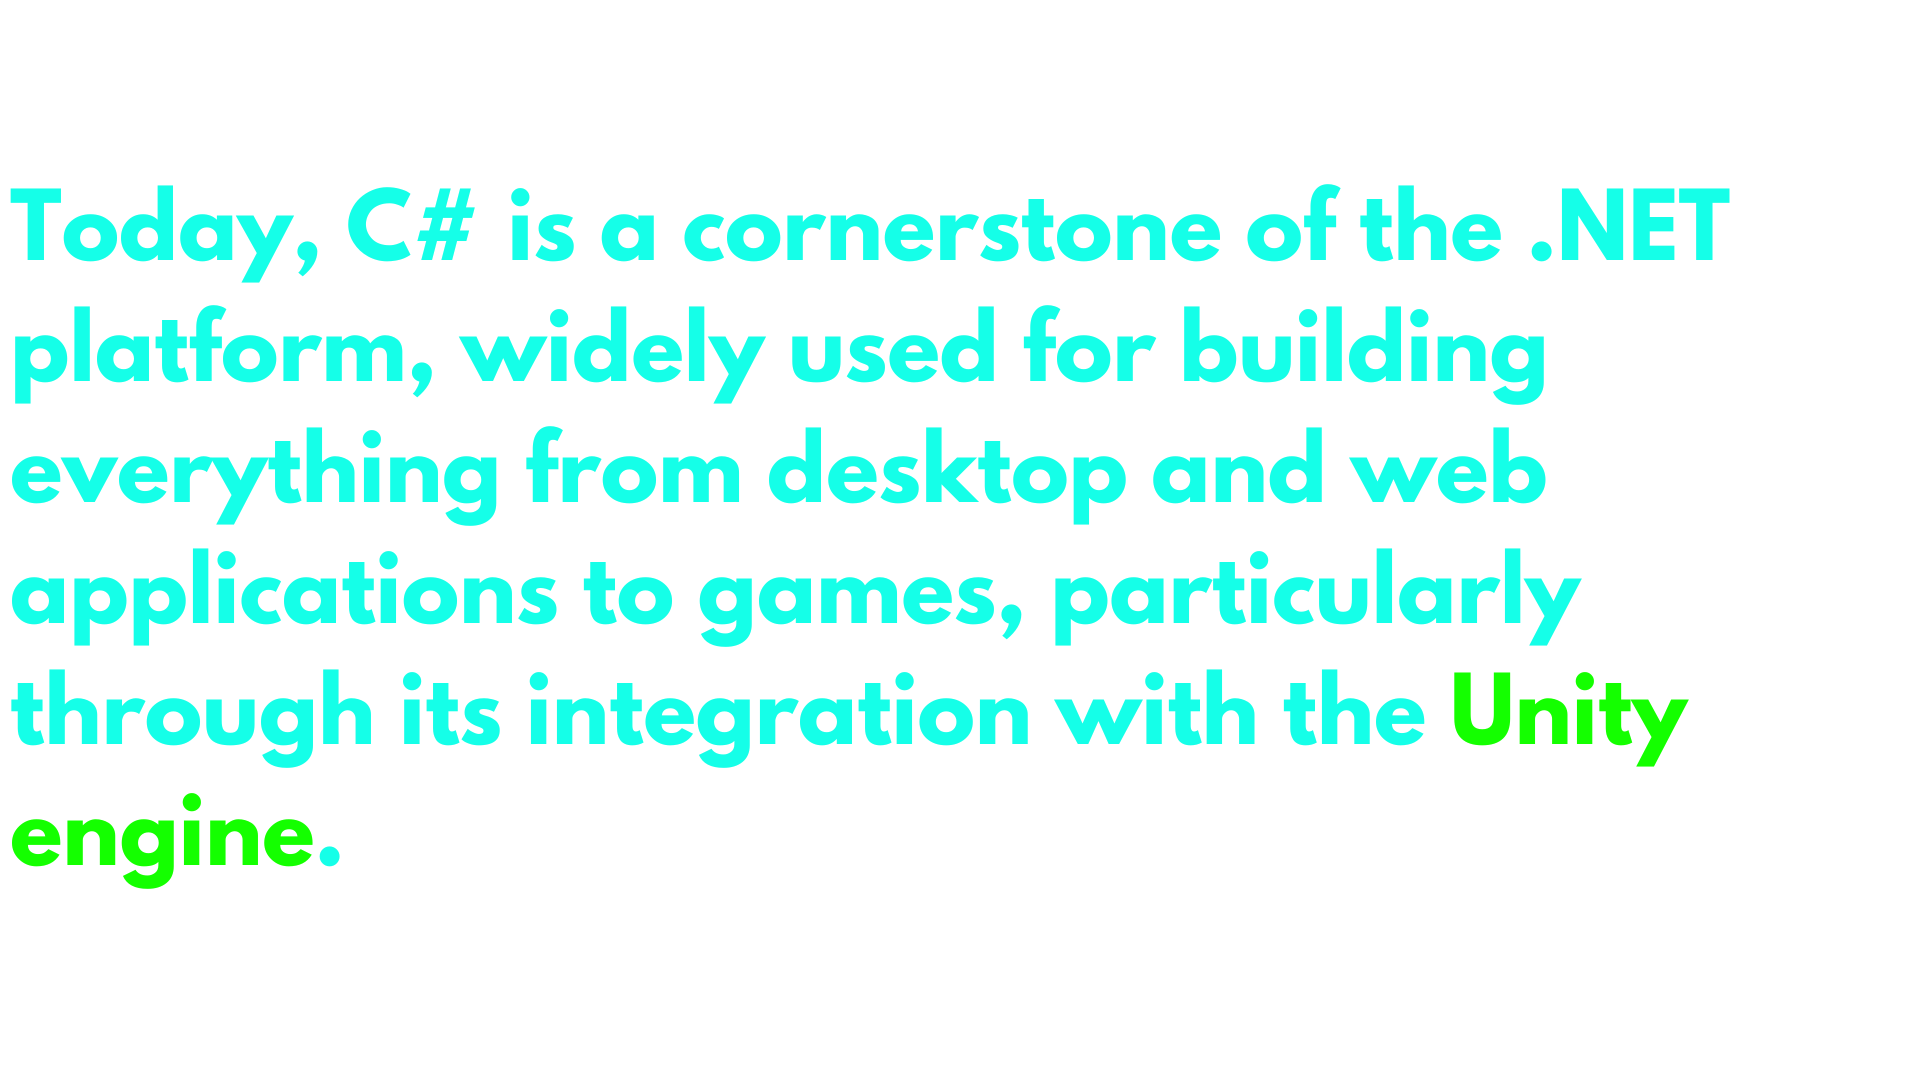 Today, C# is a cornerstone of the .NET
platform, widely used for building
everything from desktop and web
applications to games, particularly
through its integration with the Unity
engine.